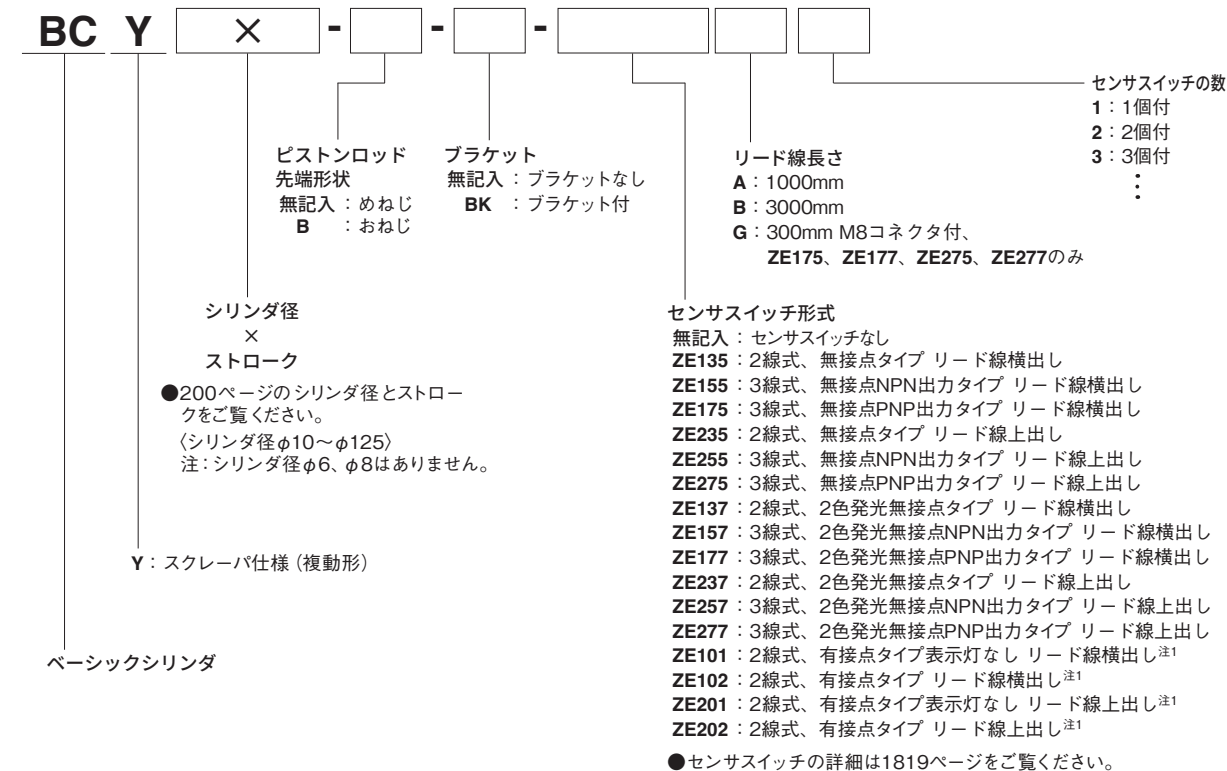 BC Y × - - -
センサスイッチの数
1：1個付
2：2個付
3：3個付
⋮
ピストンロッド
先端形状
無記入：めねじ
B：おねじ
ブラケット
無記入：ブラケットなし
BK：ブラケット付
リード線長さ
A：1000mm
B：3000mm
G：300mm M8コネクタ付、
ZE175、ZE177、ZE275、ZE277のみ
シリンダ径
×
ストローク
●200ページのシリンダ径とストロー
クをご覧ください。
〈シリンダ径φ10～φ125〉
注：シリンダ径φ6、φ8はありません。
センサスイッチ形式
無記入：センサスイッチなし
ZE135：2線式、無接点タイプ リード線横出し
ZE155：3線式、無接点NPN出力タイプ リード線横出し
ZE175：3線式、無接点PNP出力タイプ リード線横出し
ZE235：2線式、無接点タイプ リード線上出し
ZE255：3線式、無接点NPN出力タイプ リード線上出し
ZE275：3線式、無接点PNP出力タイプ リード線上出し
ZE137：2線式、2色発光無接点タイプ リード線横出し
ZE157：3線式、2色発光無接点NPN出力タイプ リード線横出し
ZE177：3線式、2色発光無接点PNP出力タイプ リード線横出し
ZE237：2線式、2色発光無接点タイプ リード線上出し
ZE257：3線式、2色発光無接点NPN出力タイプ リード線上出し
ZE277：3線式、2色発光無接点PNP出力タイプ リード線上出し
ZE101：2線式、有接点タイプ表示灯なし リード線横出し注1
ZE102：2線式、有接点タイプ リード線横出し注1
ZE201：2線式、有接点タイプ表示灯なし リード線上出し注1
ZE202：2線式、有接点タイプ リード線上出し注1
●センサスイッチの詳細は1819ページをご覧ください。
Y：スクレーパ仕様（複動形）
ベーシックシリンダ